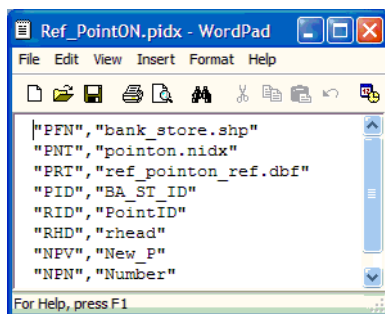 Ref_PointON.pidx - WordPad
File Edit View Insert Format Help
"PFN","bank_store.shp"
"PNT","pointon.nidx"
"PRT","ref_pointon_ref.dbf"
"PID","BA_ST_ID"
"RID","PointID"
"RHD","rhead"
"NPV","New_P"
"NPN","Number"
For Help, press F1